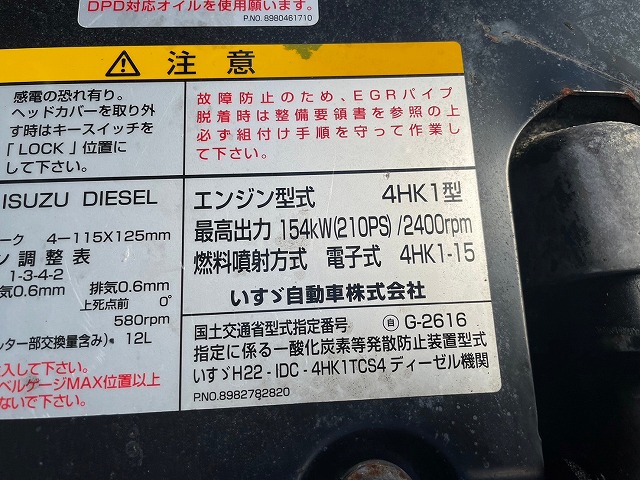 DPD対応オイルを使用願います。
P.NO. 8980461710
注意
感電の恐れ有り。
ヘッドカバーを取り外
す時はキースイッチを
「LOCK」位置に
して下さい。
故障防止のため、EGRパイプ
脱着時は整備要領書を参照の上
必ず組付け手順を守って作業し
て下さい。
ISUZU DIESEL
ーク 4-115X125mm
ン調整表
1-3-4-2
気0.6mm 排気0.6mm
上死点前 0°
580rpm
ター部交換量含み)* 12L
入して下さい。
ベルゲージMAX位置以上
ないで下さい。
エンジン型式 4HK1型
最高出力 154kW(210PS)/2400rpm
燃料噴射方式 電子式 4HK1-15
いすゞ自動車株式会社
国土交通省型式指定番号 自 G-2616
指定に係る一酸化炭素等発散防止装置型式
いすゞH22-IDC-4HK1TCS4ディーゼル機関
P.NO.8982782820